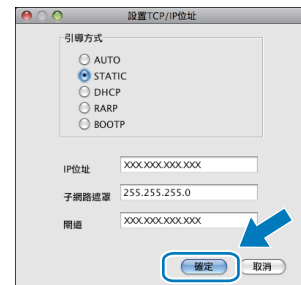 設置TCP/IP位址
引導方式
AUTO
STATIC
DHCP
RARP
BOOTP
IP位址 XXX.XXX.XXX.XXX
子網路遮罩 255.255.255.0
閘道 XXX.XXX.XXX.XXX
確定 取消